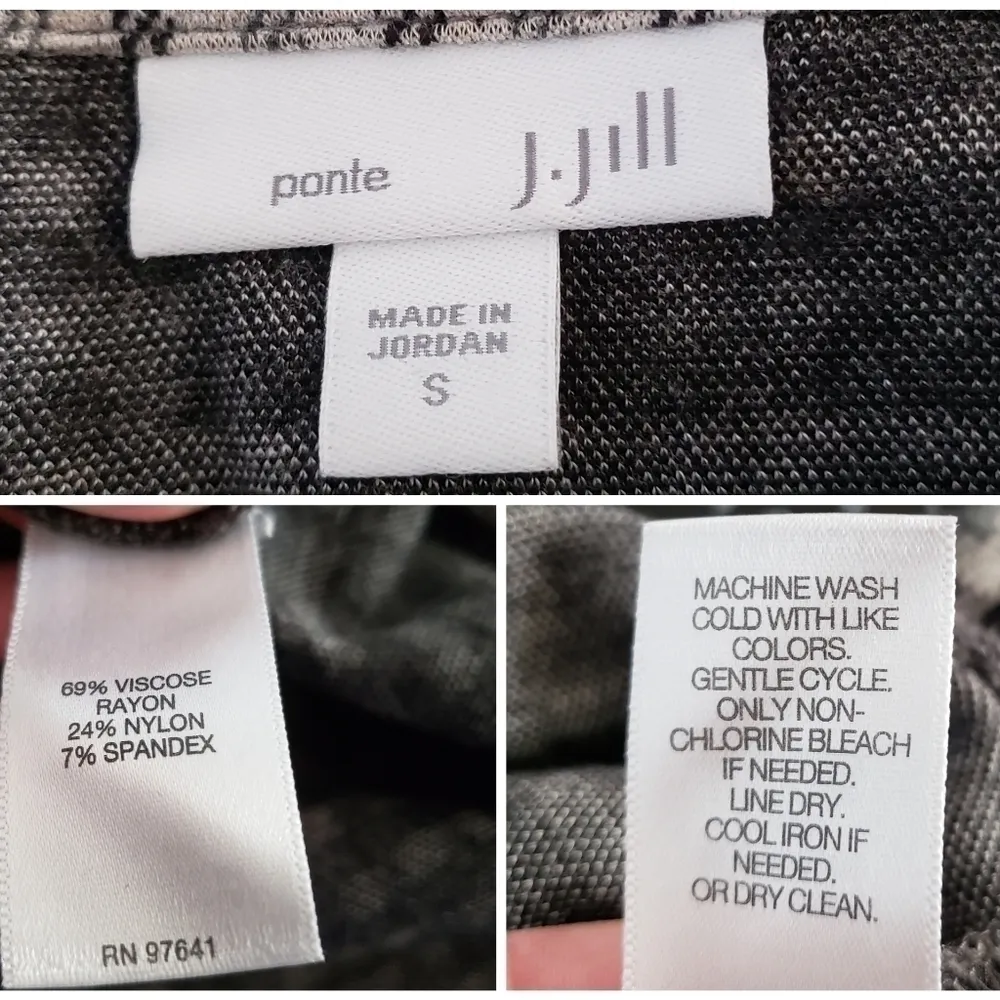 ponte J.Jill
MADE IN
JORDAN
S
69% VISCOSE
RAYON
24% NYLON
7% SPANDEX
RN 97641
MACHINE WASH
COLD WITH LIKE
COLORS.
GENTLE CYCLE.
ONLY NON-
CHLORINE BLEACH
IF NEEDED.
LINE DRY.
COOL IRON IF
NEEDED.
OR DRY CLEAN.